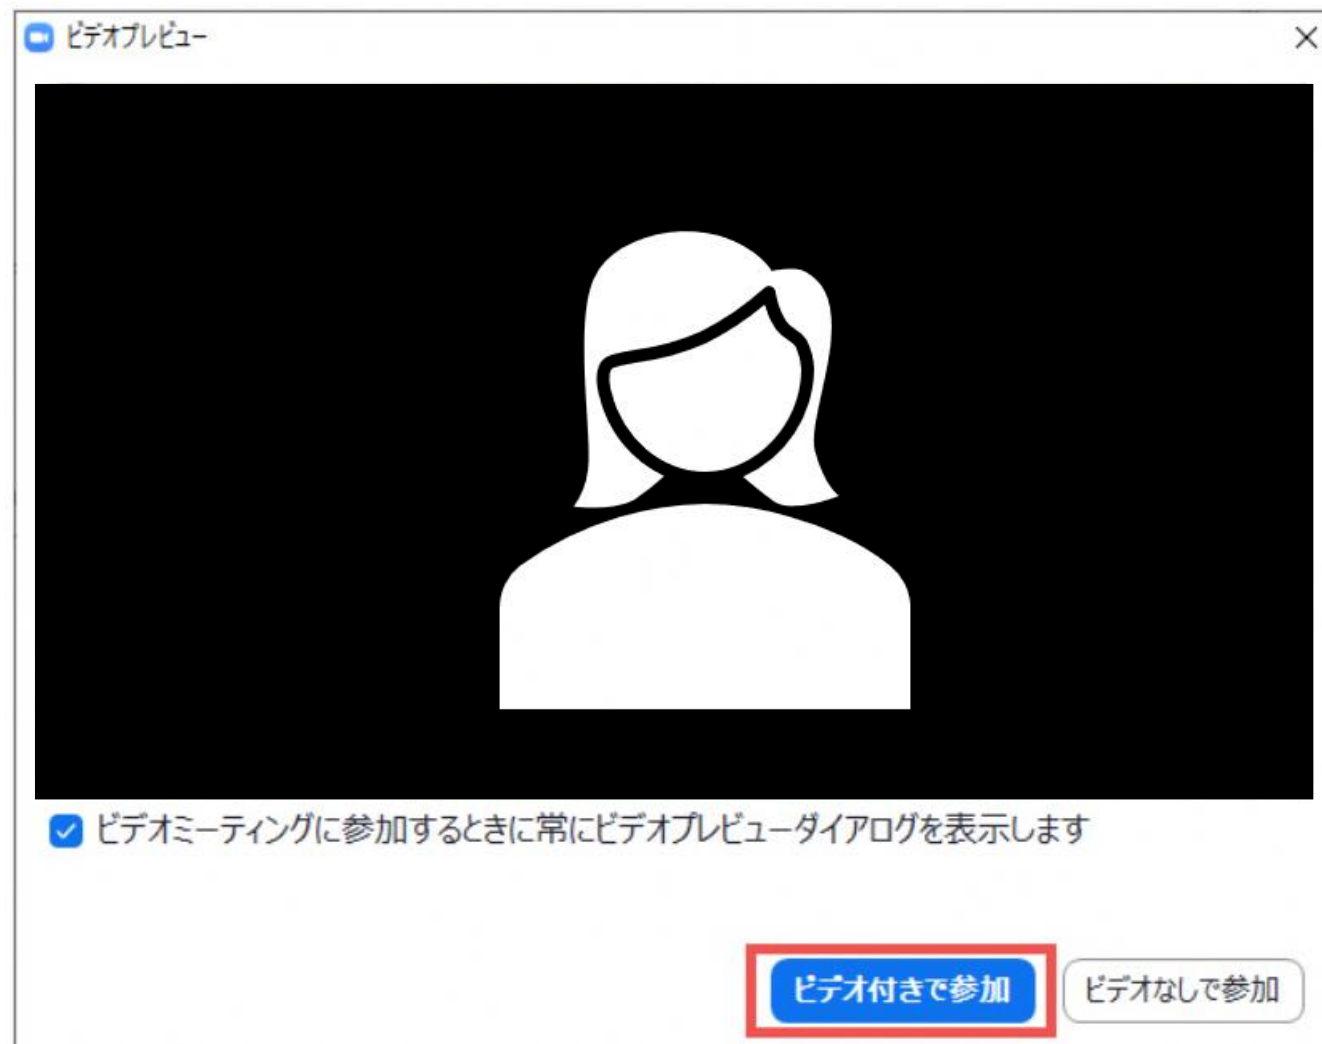 ビデオプレビュー
ビデオミーティングに参加するときに常にビデオプレビューダイアログを表示します
ビデオ付きで参加
ビデオなしで参加